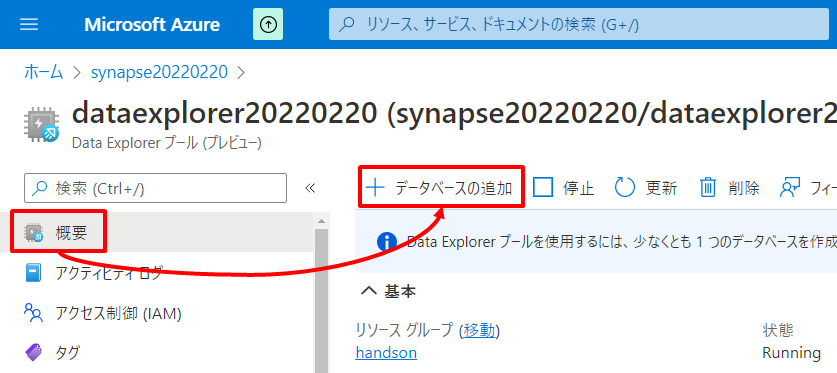 Microsoft Azure
リソース、サービス、ドキュメントの検索 (G+/)
ホーム > synapse20220220 >
dataexplorer20220220 (synapse20220220/dataexplorer2
Data Explorer プール (プレビュー)
検索 (Ctrl+/)
«
+ データベースの追加
停止
更新
削除
フィー
概要
Data Explorer プールを使用するには、少なくとも 1 つのデータベースを作成
アクティビティ ログ
基本
アクセス制御 (IAM)
リソース グループ (移動)
状態
handson
Running
タグ